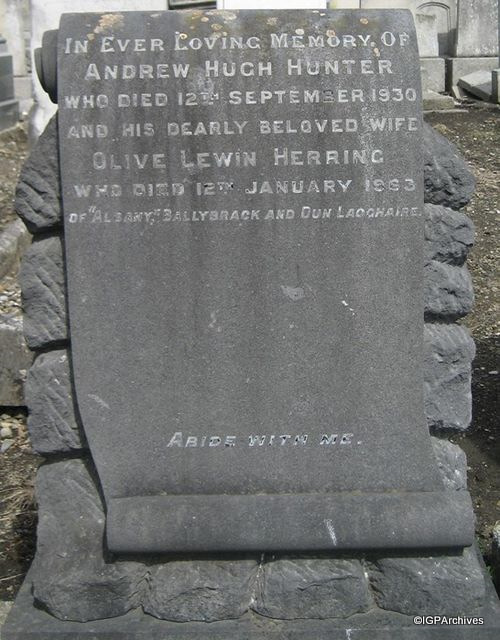 In Ever Loving Memory Of
Andrew Hugh Hunter
who died 12th September 1930
and his dearly beloved wife
Olive Lewin Herring
who died 12th January 1963
of "Albany," Ballybrack and Dun Laoghaire.
Abide with me.
©IGPArchives